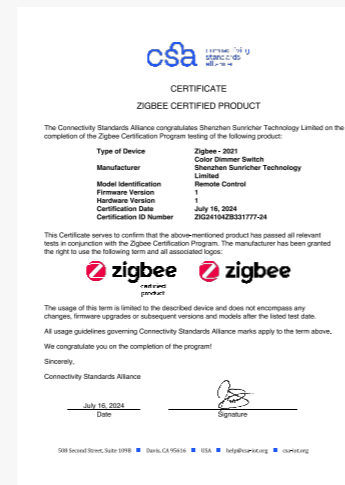 csa connectivity
standards
alliance
CERTIFICATE
ZIGBEE CERTIFIED PRODUCT
The Connectivity Standards Alliance congratulates Shenzhen Sunricher Technology Limited on the
completion of the Zigbee Certification Program testing of the following product:
Type of Device Zigbee - 2021
Color Dimmer Switch
Manufacturer Shenzhen Sunricher Technology
Limited
Model Identification Remote Control
Firmware Version 1
Hardware Version 1
Certification Date July 16, 2024
Certification ID Number ZIG24104ZB331777-24
This Certificate serves to confirm that the above-mentioned product has passed all relevant
tests in conjunction with the Zigbee Certification Program. The manufacturer has been granted
the right to use the following term and all associated logos:
zigbee zigbee
certified
product
The usage of this term is limited to the described device and does not encompass any
changes, firmware upgrades or subsequent versions and models after the listed test date.
All usage guidelines governing Connectivity Standards Alliance marks apply to the term above.
We congratulate you on the completion of the program!
Sincerely,
Connectivity Standards Alliance
July 16, 2024
Date Signature
508 Second Street, Suite 109B ■ Davis, CA 95616 ■ USA ■ help@csa-iot.org ■ csa-iot.org